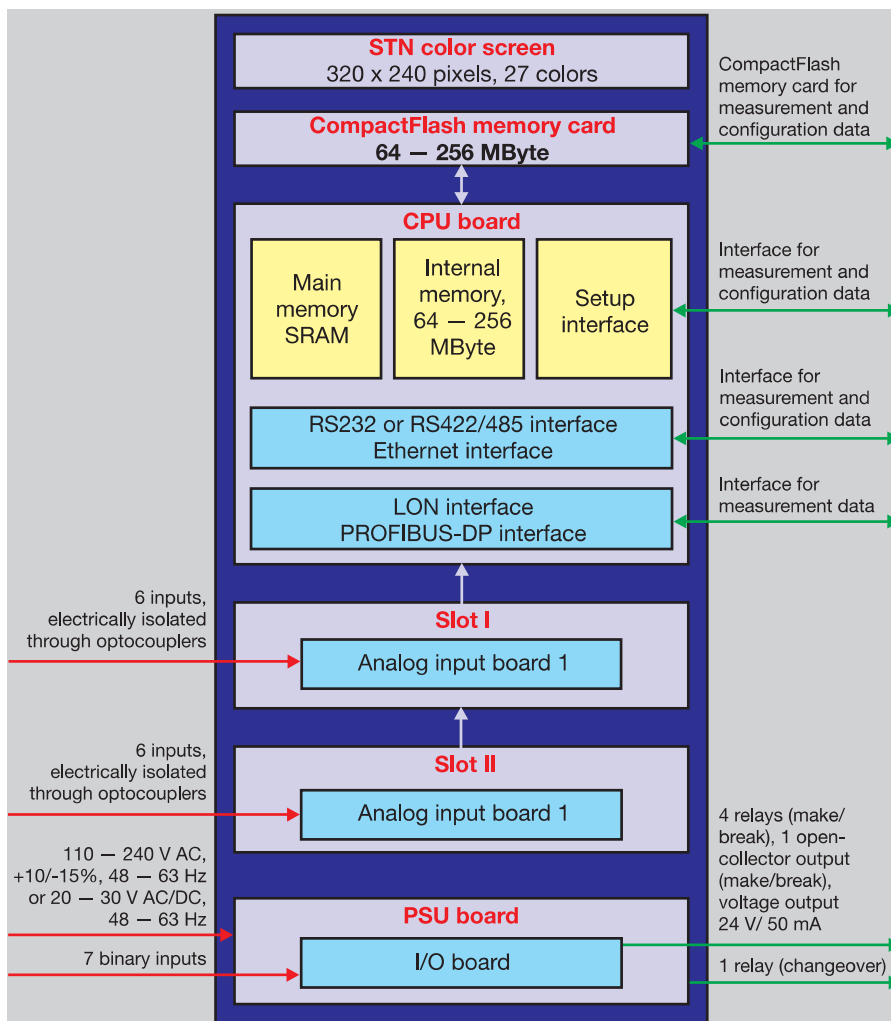 STN color screen
320 x 240 pixels, 27 colors
CompactFlash memory card
64 – 256 MByte
CompactFlash
memory card for
measurement and
configuration data
CPU board
Main
memory
SRAM
Internal
memory,
64 – 256
MByte
Setup
interface
Interface for
measurement and
configuration data
RS232 or RS422/485 interface
Ethernet interface
Interface for
measurement and
configuration data
LON interface
PROFIBUS-DP interface
Interface for
measurement data
6 inputs,
electrically isolated
through optocouplers
Slot I
Analog input board 1
6 inputs,
electrically isolated
through optocouplers
Slot II
Analog input board 1
110 – 240 V AC,
+10/-15%, 48 – 63 Hz
or 20 – 30 V AC/DC,
48 – 63 Hz
7 binary inputs
PSU board
I/O board
4 relays (make/
break), 1 open-
collector output
(make/break),
voltage output
24 V/ 50 mA
1 relay (changeover)